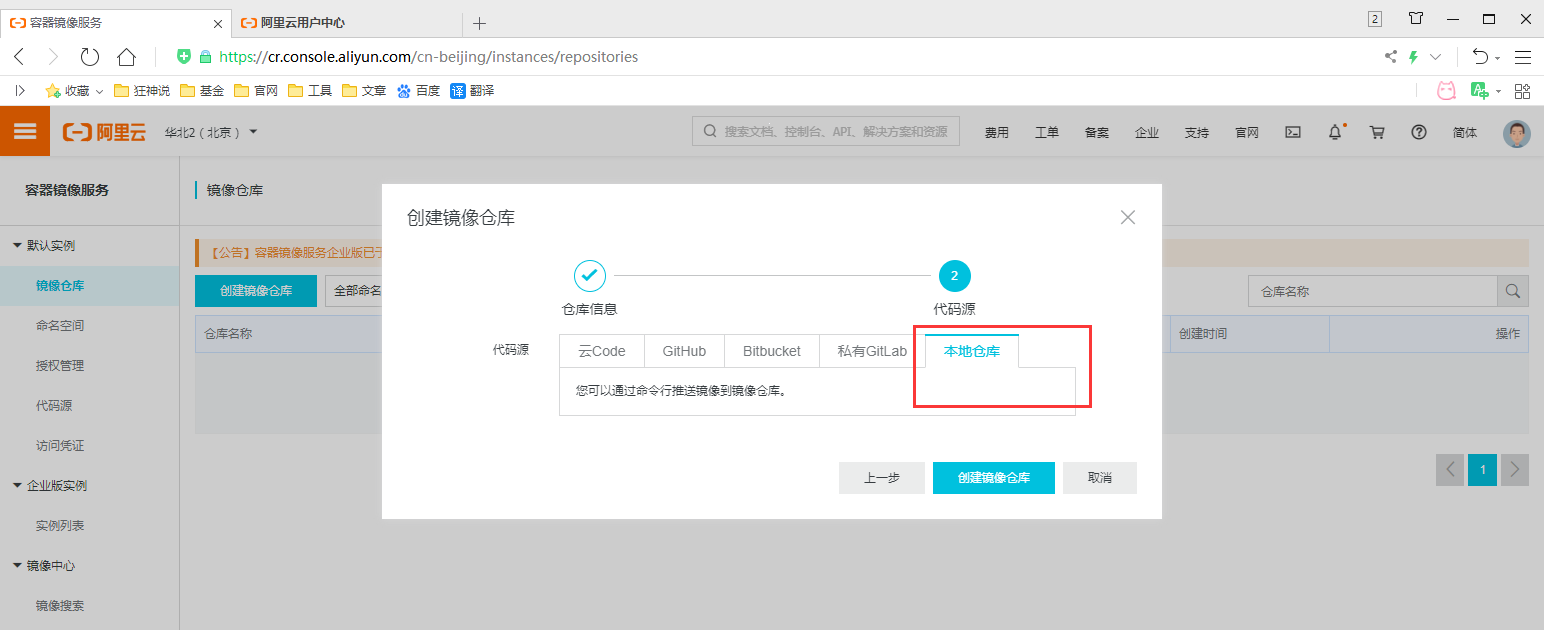 容器镜像服务
阿里云用户中心
2
https://cr.console.aliyun.com/cn-beijing/instances/repositories
收藏 狂神说 基金 官网 工具 文章 百度 译 翻译
阿里云 华北2（北京） 搜索文档、控制台、API、解决方案和资源 费用 工单 备案 企业 支持 官网 简体
容器镜像服务
镜像仓库
创建镜像仓库
默认实例
【公告】容器镜像服务企业版已于
镜像仓库
创建镜像仓库
全部命名
仓库名称
2
仓库信息
代码源
命名空间
仓库名称
创建时间
操作
代码源
云Code
GitHub
Bitbucket
私有GitLab
本地仓库
授权管理
您可以通过命令行推送镜像到镜像仓库。
代码源
访问凭证
上一步
创建镜像仓库
取消
1
企业版实例
实例列表
镜像中心
镜像搜索